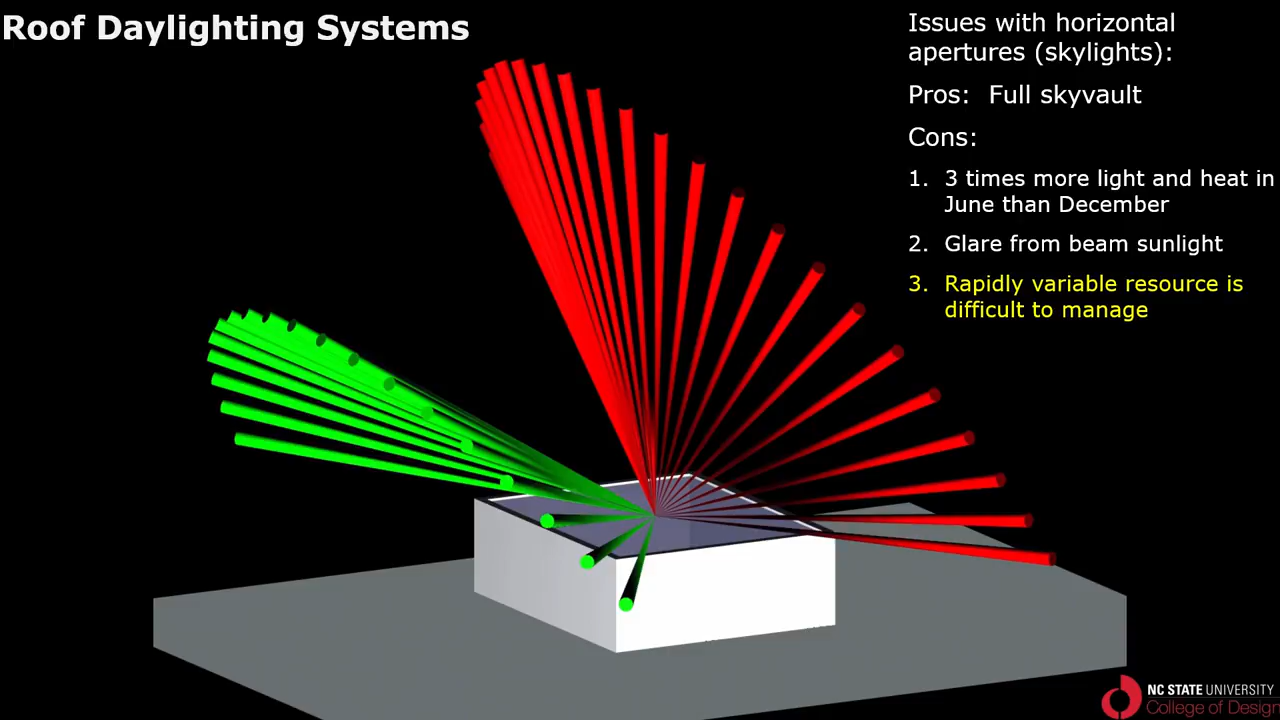 Roof Daylighting Systems
Issues with horizontal
apertures (skylights):
Pros:  Full skyvault
Cons:
1. 3 times more light and heat in
June than December
2. Glare from beam sunlight
3. Rapidly variable resource is
difficult to manage
NC STATE UNIVERSITY
College of Design